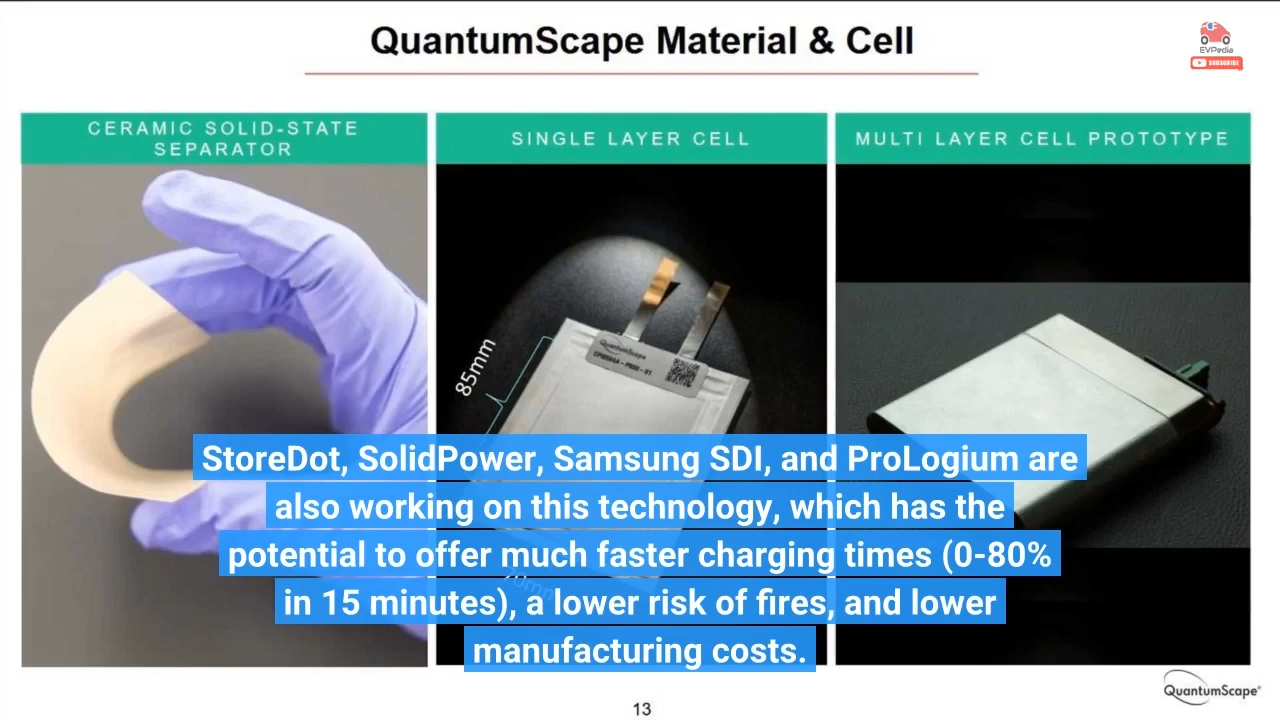 QuantumScape Material & Cell
EVPedia
SUBSCRIBE
CERAMIC SOLID-STATE
SEPARATOR
SINGLE LAYER CELL
MULTI LAYER CELL PROTOTYPE
QuantumScape
85mm
StoreDot, SolidPower, Samsung SDI, and ProLogium are
also working on this technology, which has the
potential to offer much faster charging times (0-80%
in 15 minutes), a lower risk of fires, and lower
manufacturing costs.
70mm
QuantumScape
13